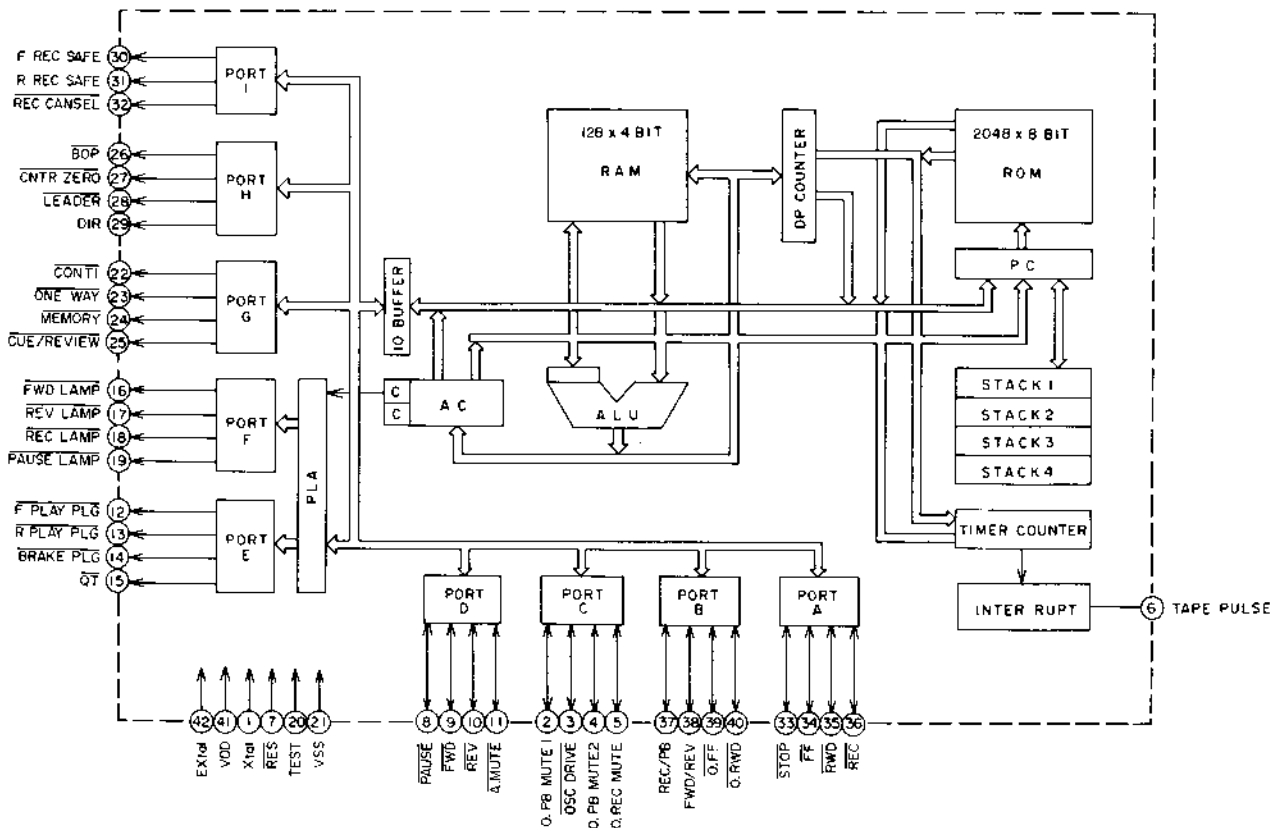 F REC SAFE 30
R REC SAFE 31
REC CANSEL 32
PORT
I
BOP 26
CNTR ZERO 27
LEADER 28
DIR 29
PORT
H
CONTI 22
ONE WAY 23
MEMORY 24
CUE/REVIEW 25
PORT
G
FWD LAMP 16
REV LAMP 17
REC LAMP 18
PAUSE LAMP 19
PORT
F
F PLAY PLG 12
R PLAY PLG 13
BRAKE PLG 14
QT 15
PORT
E
PLA
IO BUFFER
C
C
AC
128 x 4 BIT
RAM
ALU
DP COUNTER
2048 x 8 BIT
ROM
PC
STACK 1
STACK 2
STACK 3
STACK 4
TIMER COUNTER
INTER RUPT
6 TAPE PULSE
PORT
D
PORT
C
PORT
B
PORT
A
42 EXtal
41 VDD
1 Xtal
7 RES
20 TEST
21 VSS
8 PAUSE
9 FWD
10 REV
11 A.MUTE
2 O. PB MUTE 1
3 OSC DRIVE
4 O. PB MUTE2
5 O. REC MUTE
37 REC/PB
38 FWD/REV
39 O.FF
40 O.RWD
33 STOP
34 FF
35 RWD
36 REC